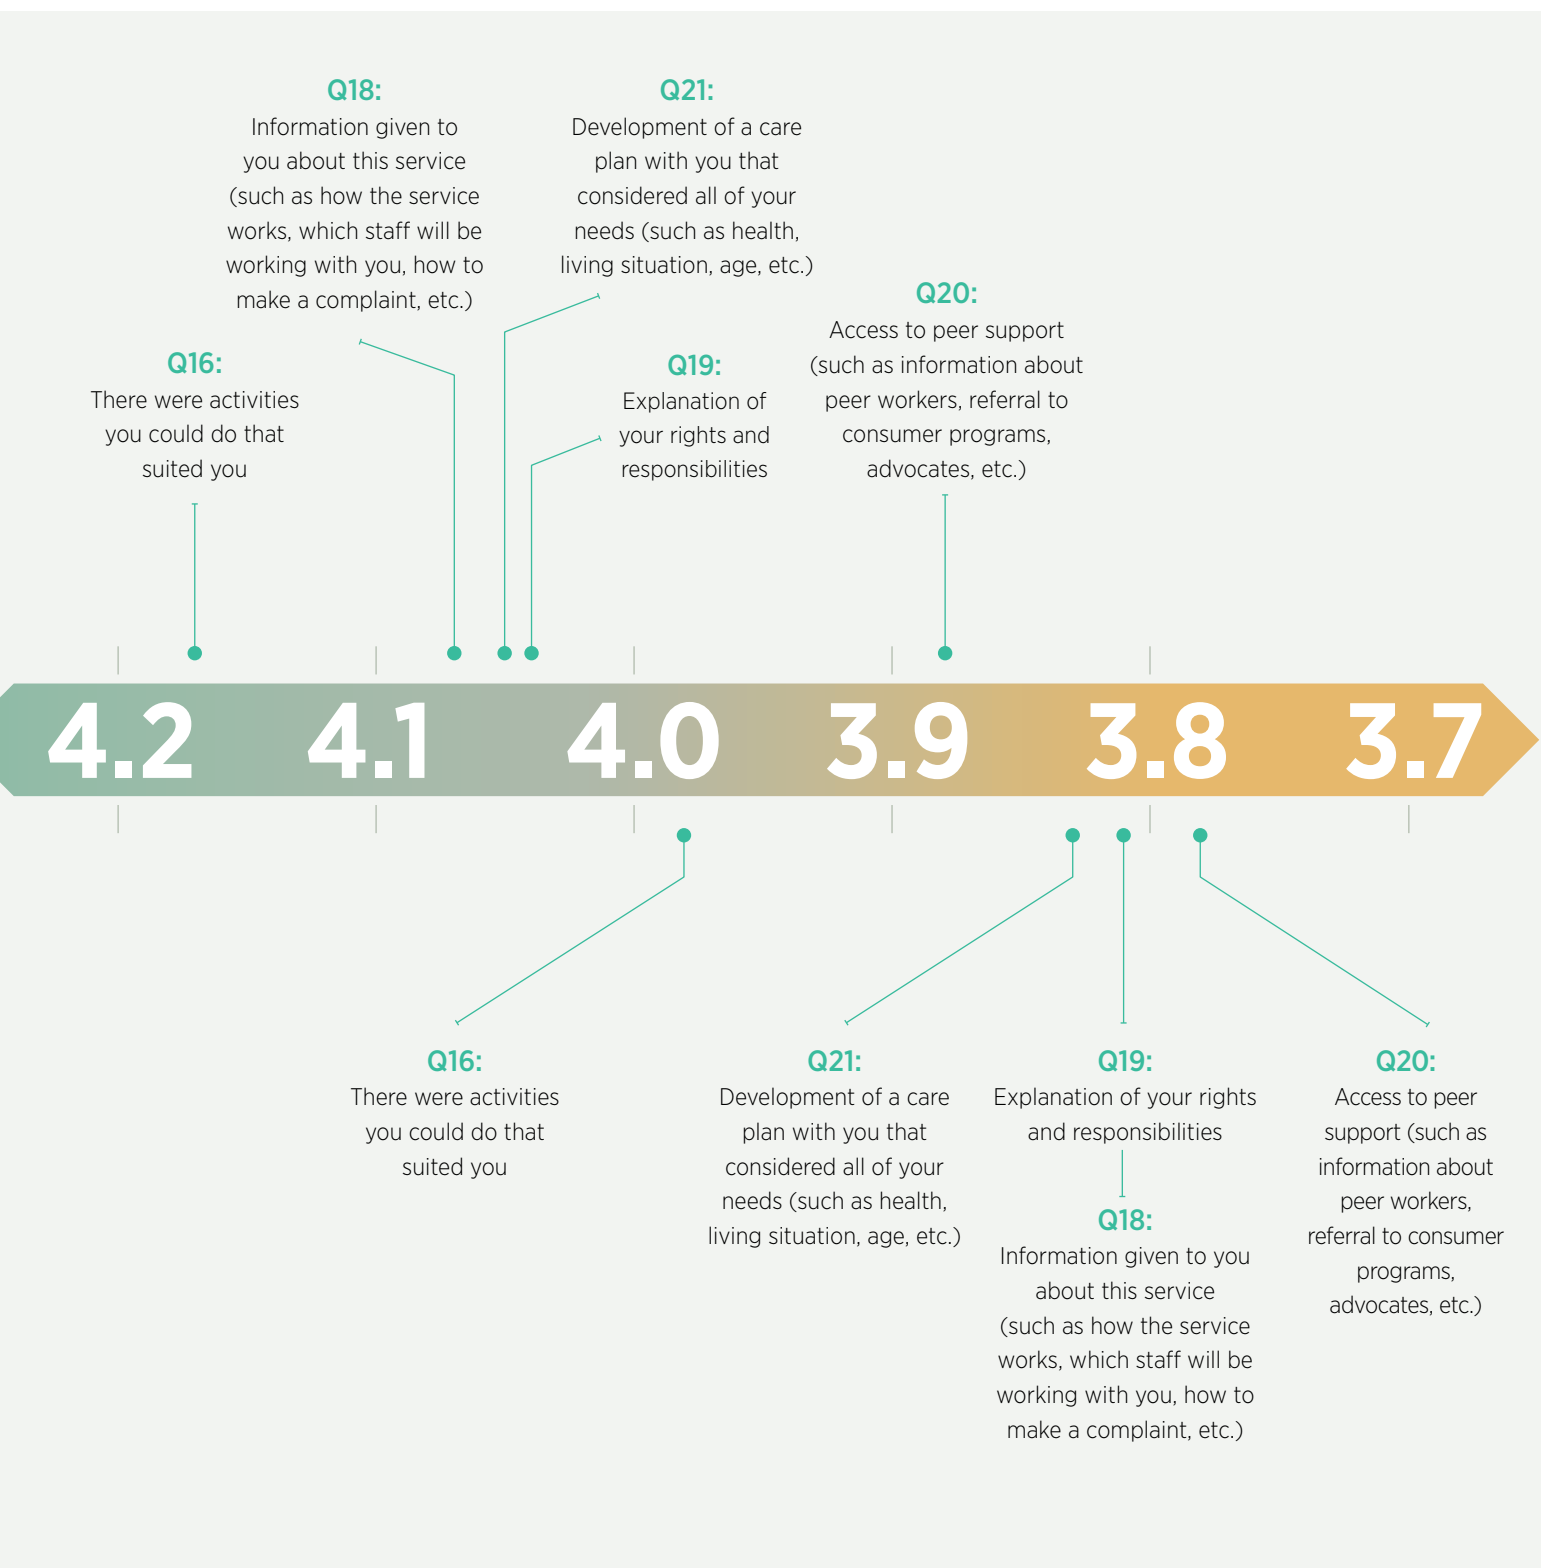 Q18:
Information given to
you about this service
(such as how the service
works, which staff will be
working with you, how to
make a complaint, etc.)
Q21:
Development of a care
plan with you that
considered all of your
needs (such as health,
living situation, age, etc.)
Q20:
Access to peer support
(such as information about
peer workers, referral to
consumer programs,
advocates, etc.)
Q16:
There were activities
you could do that
suited you
Q19:
Explanation of
your rights and
responsibilities
4.2 4.1 4.0 3.9 3.8 3.7
Q16:
There were activities
you could do that
suited you
Q21:
Development of a care
plan with you that
considered all of your
needs (such as health,
living situation, age, etc.)
Q19:
Explanation of your rights
and responsibilities
Q18:
Information given to you
about this service
(such as how the service
works, which staff will be
working with you, how to
make a complaint, etc.)
Q20:
Access to peer
support (such as
information about
peer workers,
referral to consumer
programs,
advocates, etc.)